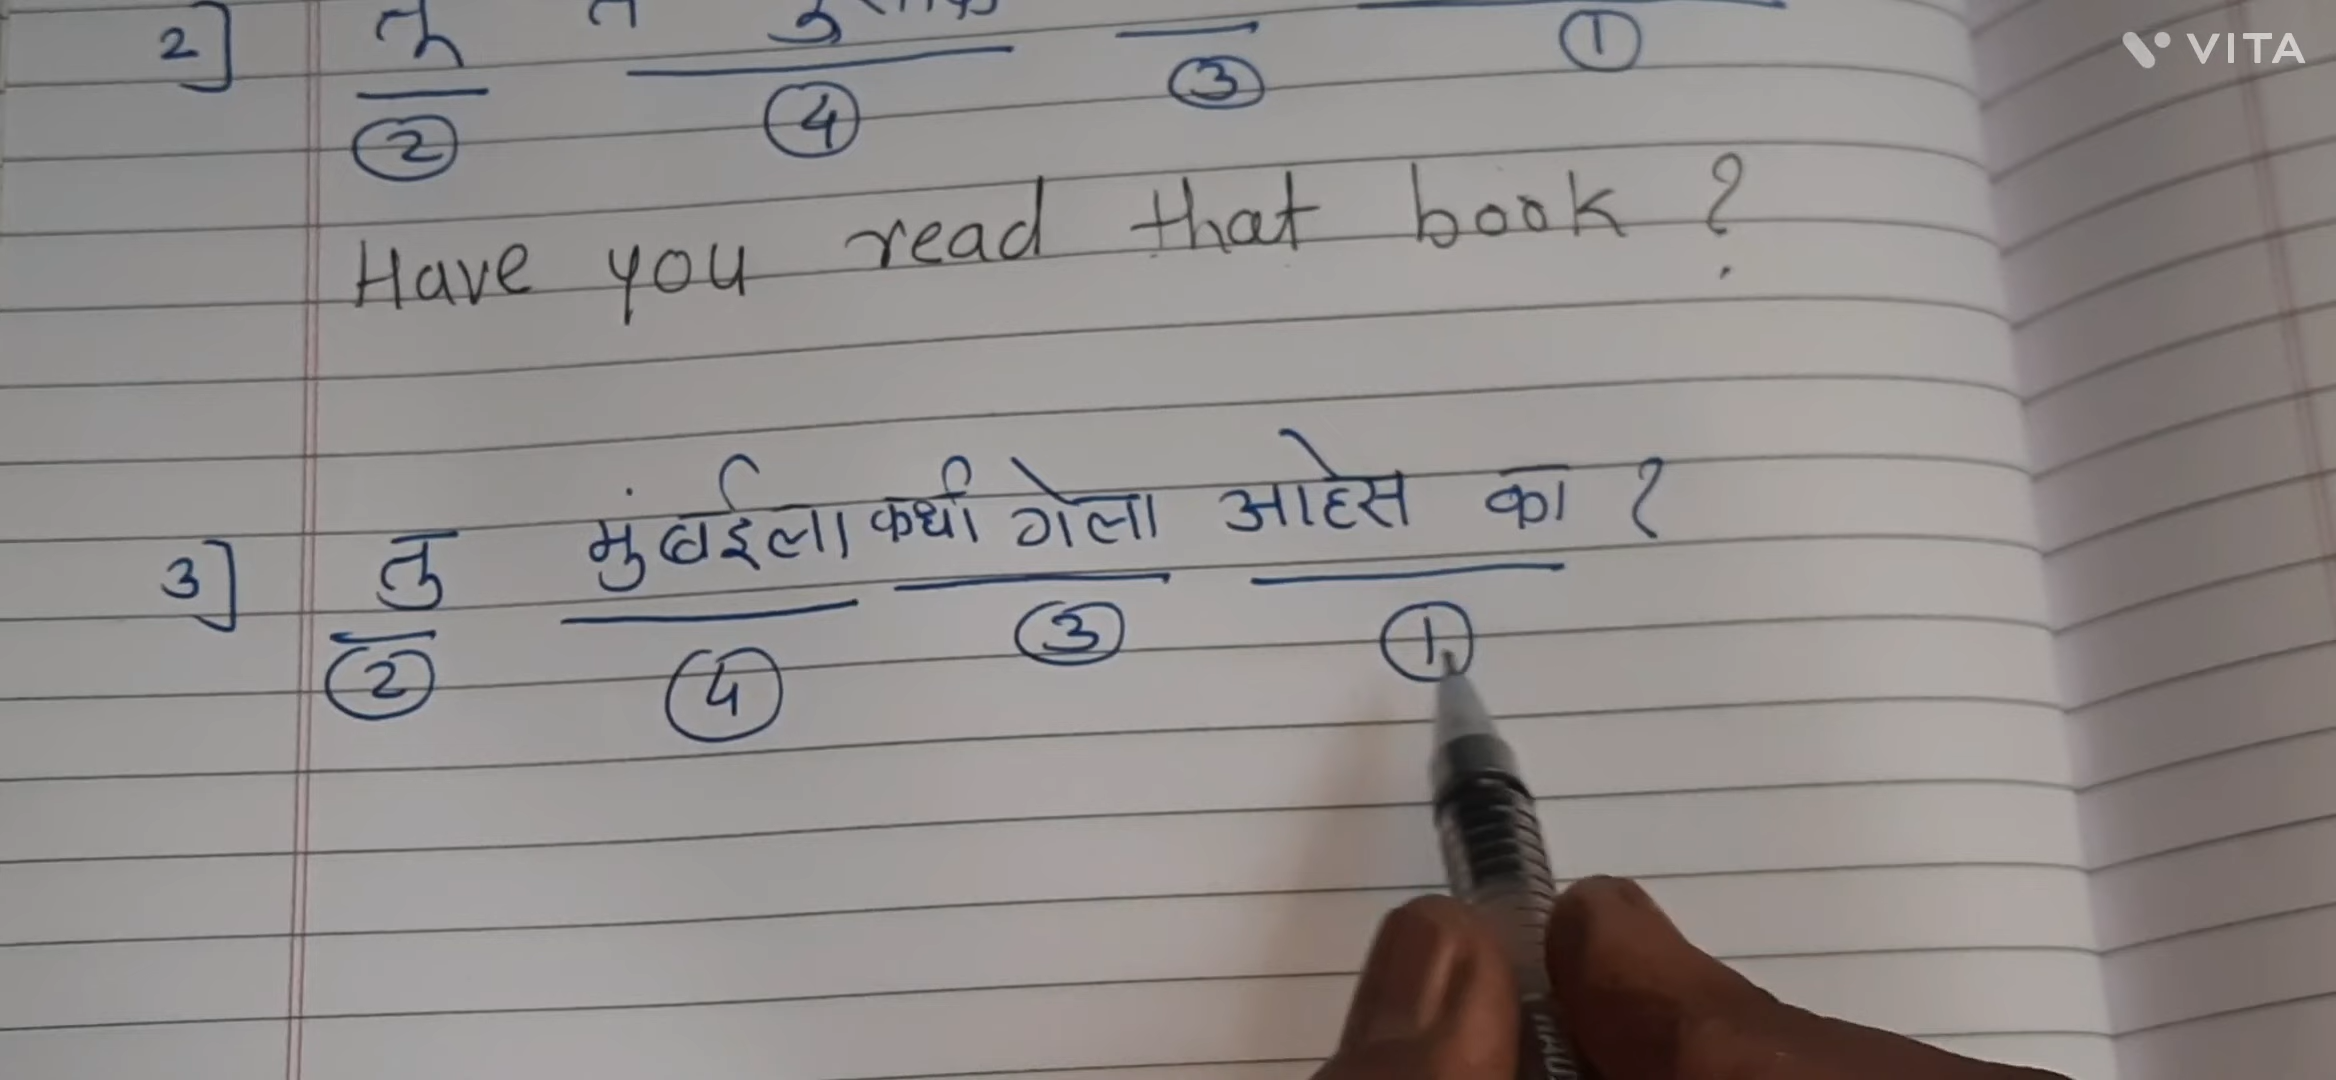 VITA
2] तू त
② ④ ③ ①
Have you read that book ?
3] तु मुंबईला कधी गेला आहेस का ?
② ④ ③ ①